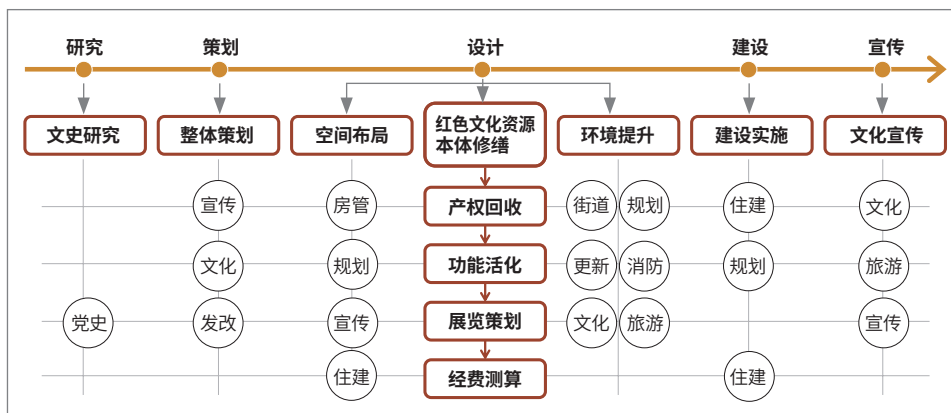 研究
策划
设计
建设
宣传
文史研究
整体策划
空间布局
红色文化资源
本体修缮
环境提升
建设实施
文化宣传
宣传
房管
产权回收
街道
规划
住建
文化
文化
规划
功能活化
更新
消防
规划
旅游
党史
发改
宣传
展览策划
文化
旅游
宣传
住建
经费测算
住建